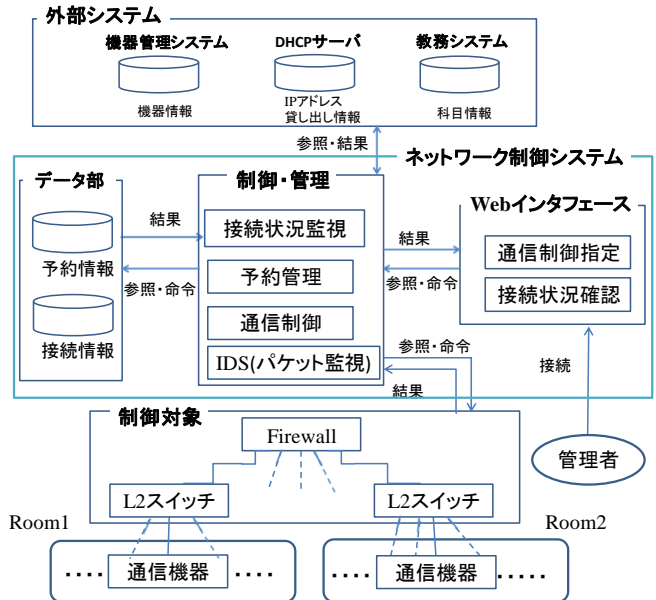 外部システム
機器管理システム
DHCPサーバ
教務システム
機器情報
IPアドレス
貸し出し情報
科目情報
参照・結果
ネットワーク制御システム
データ部
制御・管理
Webインタフェース
予約情報
接続情報
結果
参照・命令
接続状況監視
予約管理
通信制御
IDS(パケット監視)
結果
参照・命令
通信制御指定
接続状況確認
参照・命令
結果
接続
制御対象
Firewall
管理者
L2スイッチ
L2スイッチ
Room1
Room2
‥‥ 通信機器 ‥‥
‥‥ 通信機器 ‥‥.